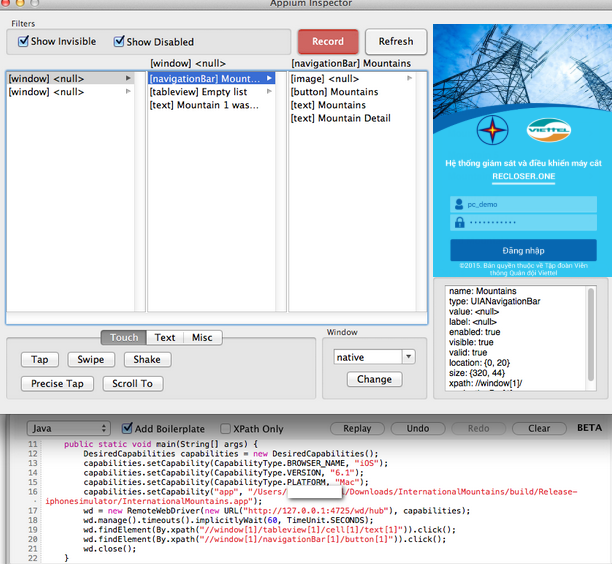 Appium Inspector
Filters
Show Invisible
Show Disabled
Record
Refresh
[window] <null>
[navigationBar] Mountains
[window] <null>
[window] <null>
[navigationBar] Mount...
[tableview] Empty list
[text] Mountain 1 was...
[image] <null>
[button] Mountains
[text] Mountains
[text] Mountain Detail
VIETTEL
Hệ thống giám sát và điều khiển máy cắt
RECLOSER.ONE
pc_demo
Đăng nhập
©2015. Bản quyền thuộc về Tập đoàn Viễn
thông Quân đội Viettel
name: Mountains
type: UIANavigationBar
value: <null>
label: <null>
enabled: true
visible: true
valid: true
location: {0, 20}
size: {320, 44}
xpath: //window[1]/
Touch
Text
Misc
Tap
Swipe
Shake
Precise Tap
Scroll To
Window
native
Change
Java
Add Boilerplate
XPath Only
Replay
Undo
Redo
Clear
BETA
11 public static void main(String[] args) {
12 DesiredCapabilities capabilities = new DesiredCapabilities();
13 capabilities.setCapability(CapabilityType.BROWSER_NAME, "iOS");
14 capabilities.setCapability(CapabilityType.VERSION, "6.1");
15 capabilities.setCapability(CapabilityType.PLATFORM, "Mac");
16 capabilities.setCapability("app", "/Users/ /Downloads/InternationalMountains/build/Release-
iphonesimulator/InternationalMountains.app");
17 wd = new RemoteWebDriver(new URL("http://127.0.0.1:4725/wd/hub"), capabilities);
18 wd.manage().timeouts().implicitlyWait(60, TimeUnit.SECONDS);
19 wd.findElement(By.xpath("//window[1]/tableview[1]/cell[1]/text[1]")).click();
20 wd.findElement(By.xpath("//window[1]/navigationBar[1]/button[1]")).click();
21 wd.close();
22 }